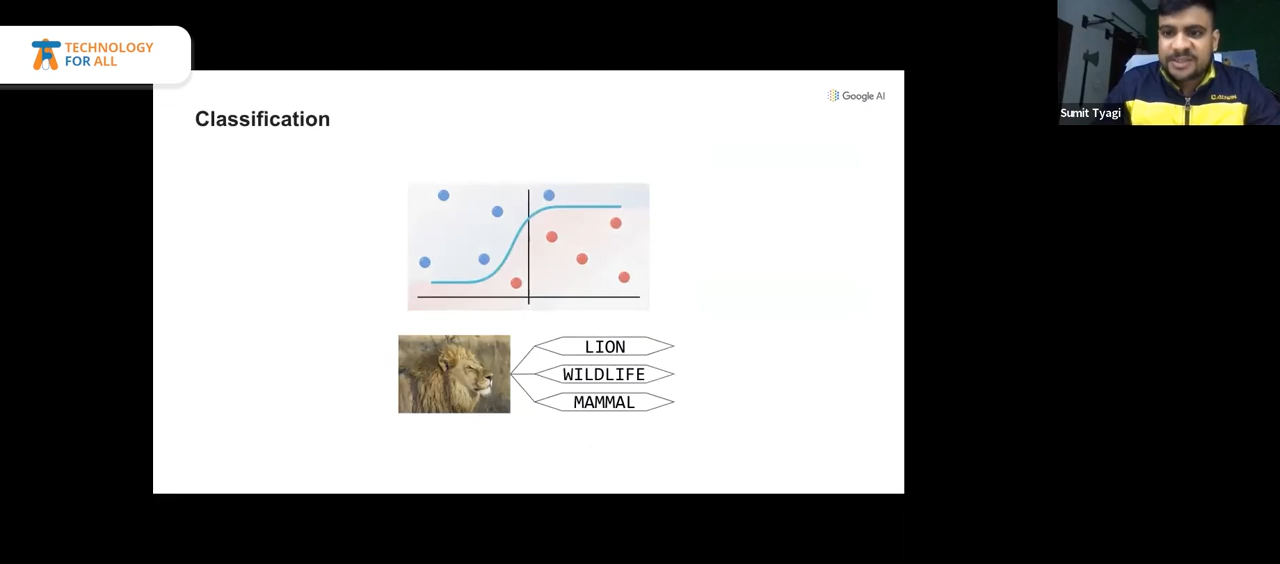 TECHNOLOGY
FOR ALL
Google AI
Classification
Sumit Tyagi
LION
WILDLIFE
MAMMAL